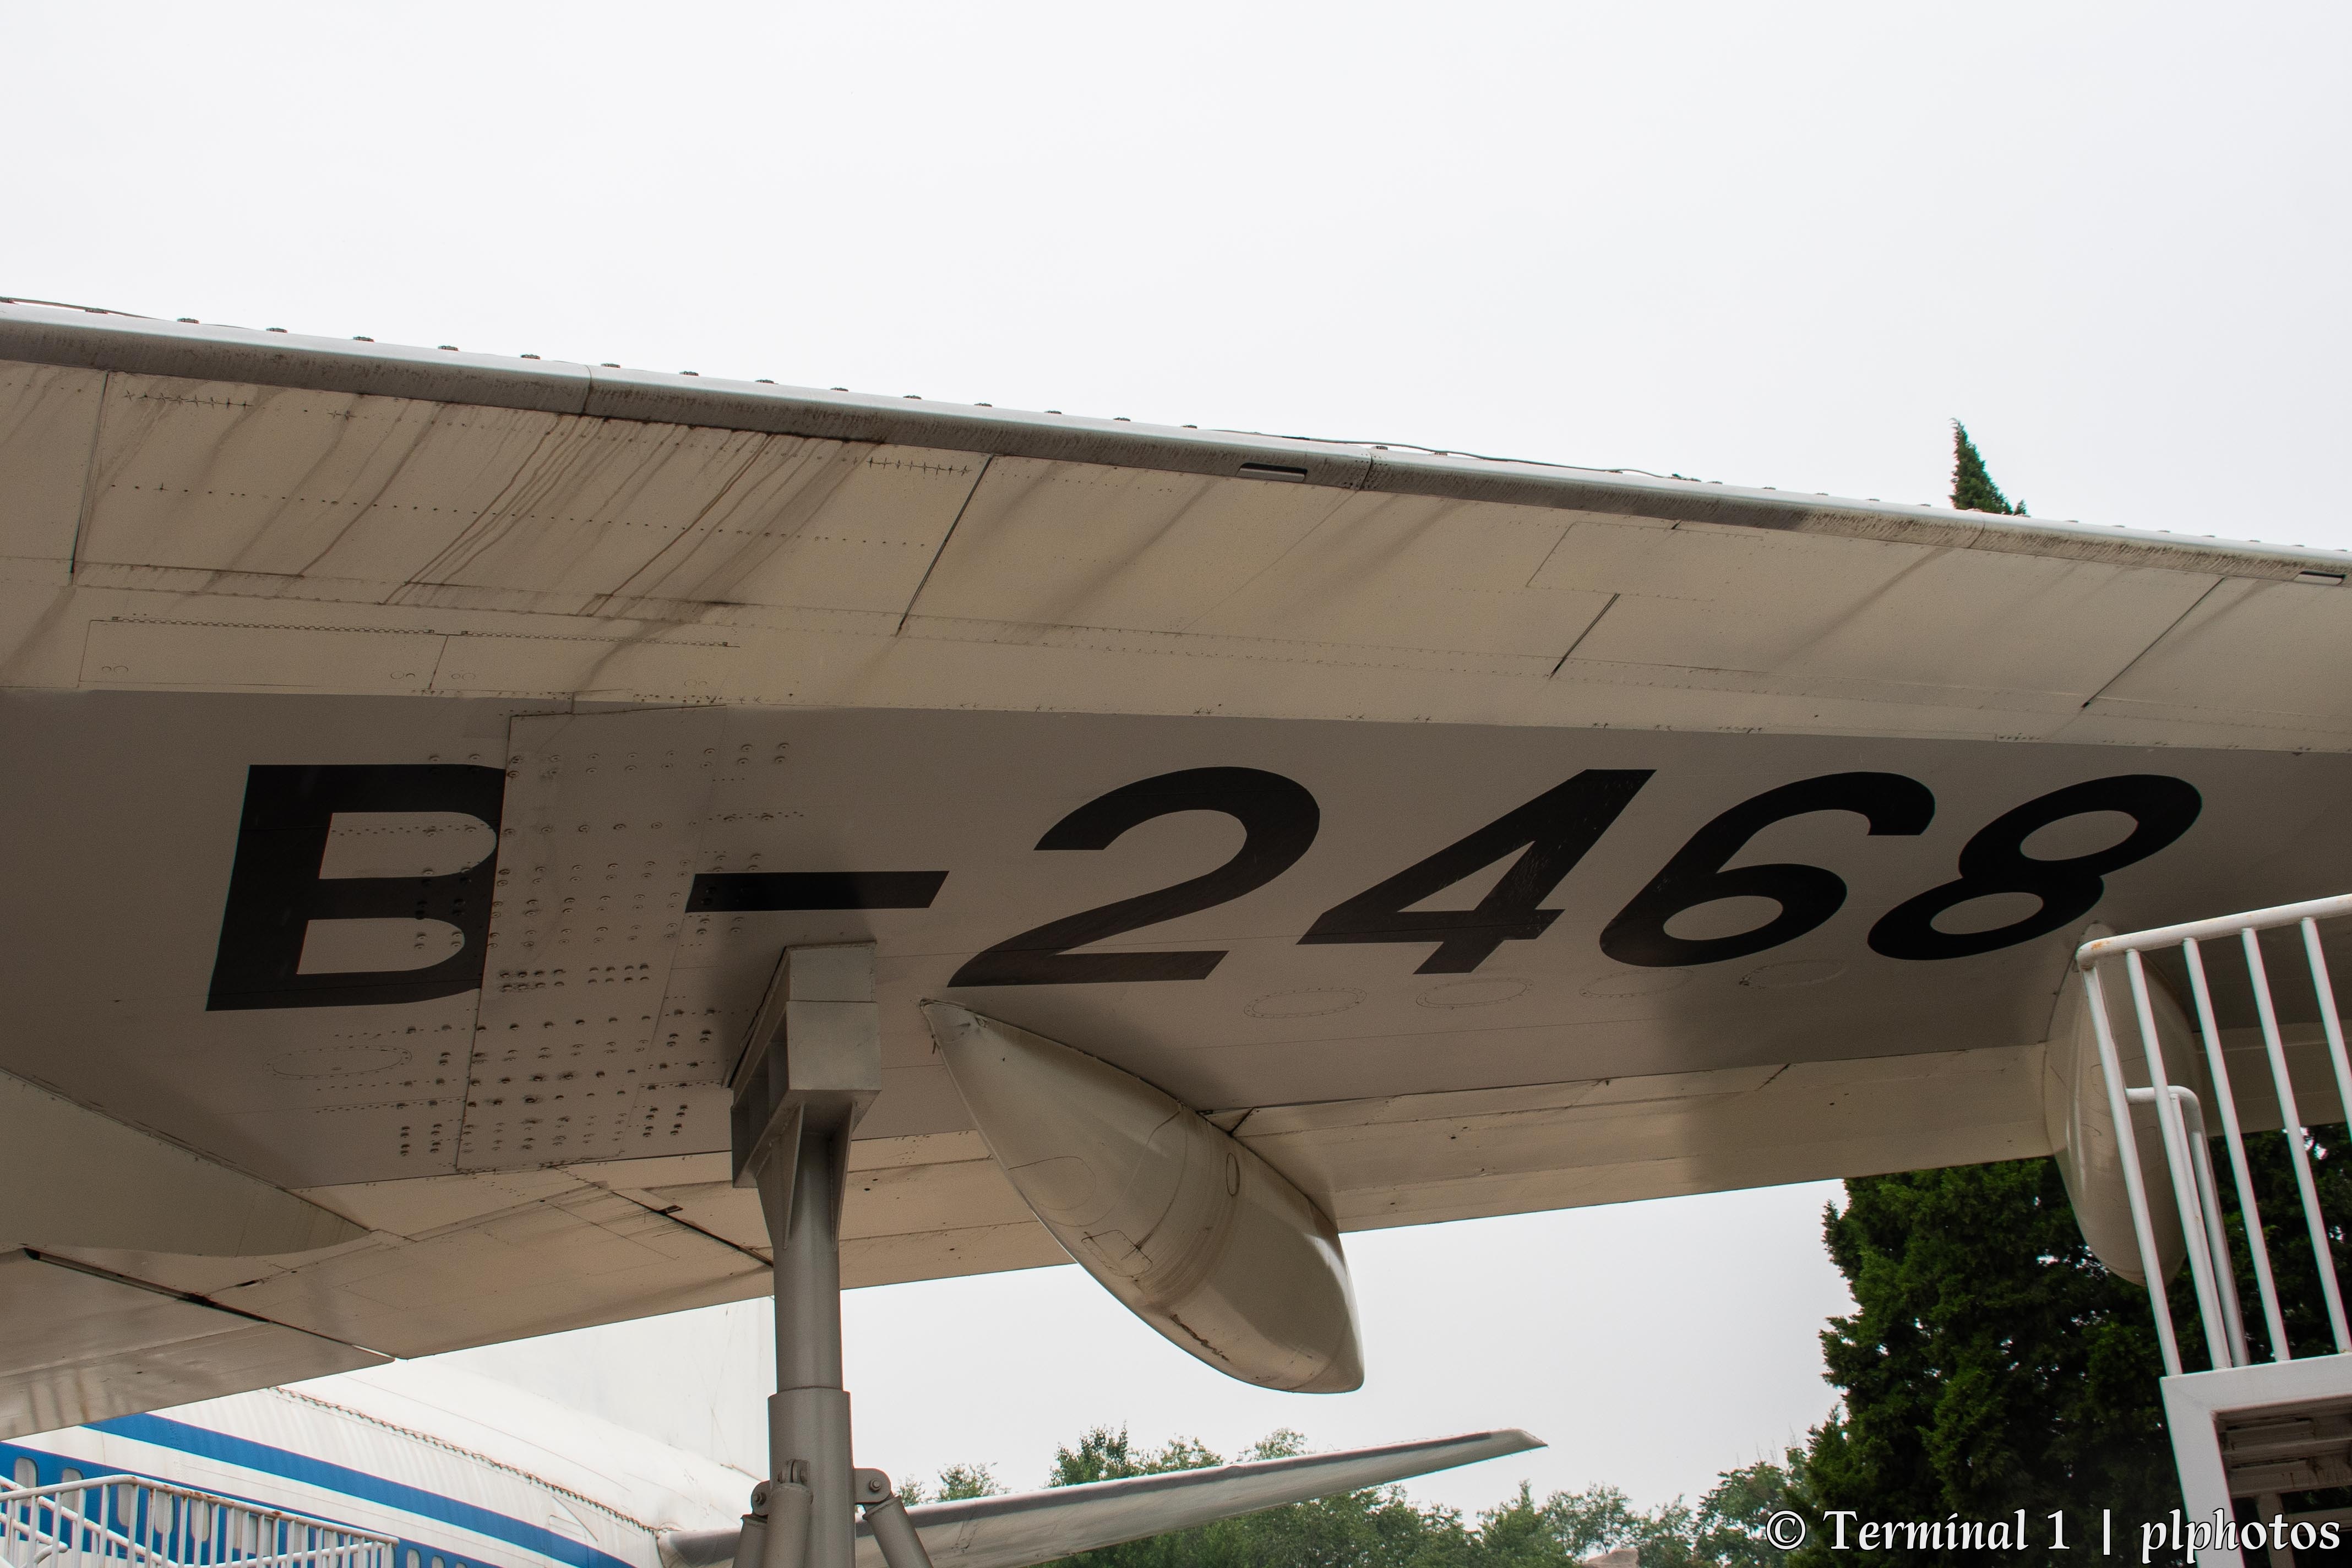 B-2468
© Terminal 1 | plphotos